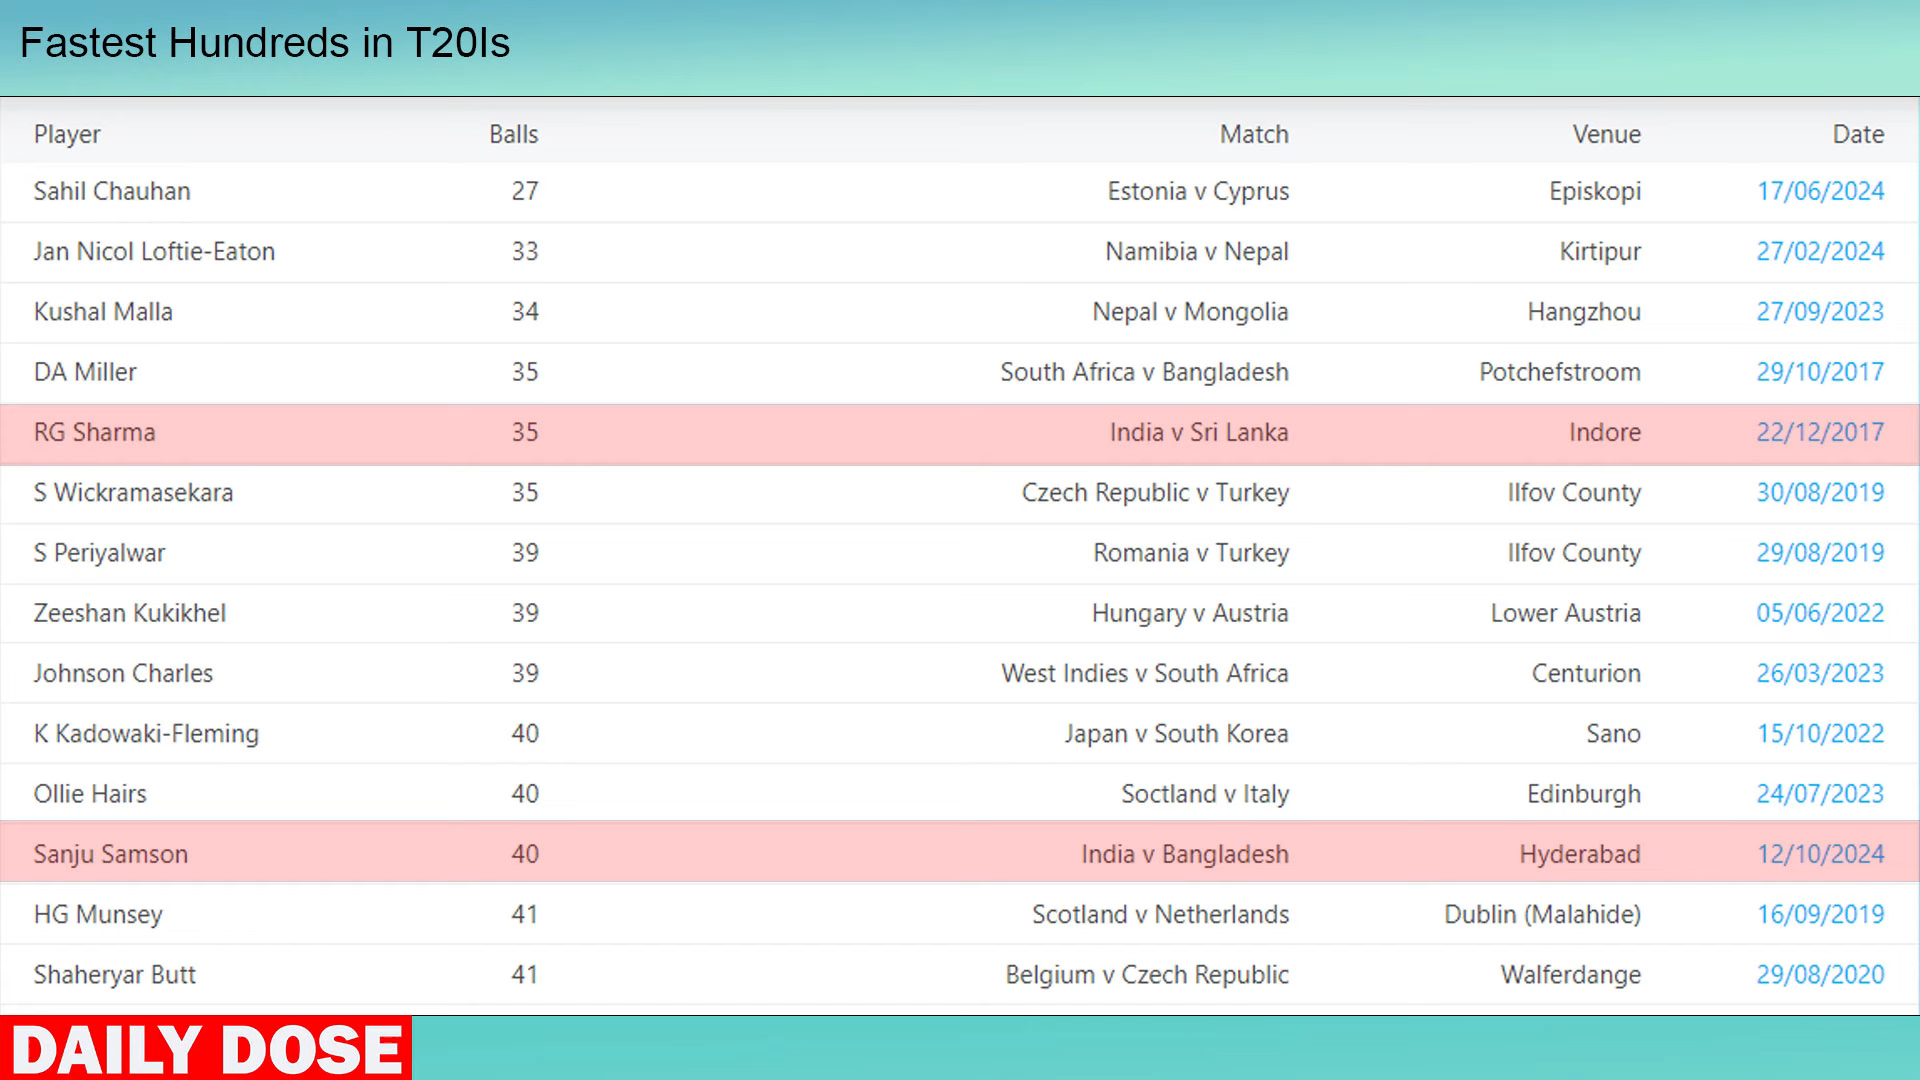 Fastest Hundreds in T20Is
Player Balls Match Venue Date
Sahil Chauhan 27 Estonia v Cyprus Episkopi 17/06/2024
Jan Nicol Loftie-Eaton 33 Namibia v Nepal Kirtipur 27/02/2024
Kushal Malla 34 Nepal v Mongolia Hangzhou 27/09/2023
DA Miller 35 South Africa v Bangladesh Potchefstroom 29/10/2017
RG Sharma 35 India v Sri Lanka Indore 22/12/2017
S Wickramasekara 35 Czech Republic v Turkey Ilfov County 30/08/2019
S Periyalwar 39 Romania v Turkey Ilfov County 29/08/2019
Zeeshan Kukikhel 39 Hungary v Austria Lower Austria 05/06/2022
Johnson Charles 39 West Indies v South Africa Centurion 26/03/2023
K Kadowaki-Fleming 40 Japan v South Korea Sano 15/10/2022
Ollie Hairs 40 Soctland v Italy Edinburgh 24/07/2023
Sanju Samson 40 India v Bangladesh Hyderabad 12/10/2024
HG Munsey 41 Scotland v Netherlands Dublin (Malahide) 16/09/2019
Shaheryar Butt 41 Belgium v Czech Republic Walferdange 29/08/2020
DAILY DOSE